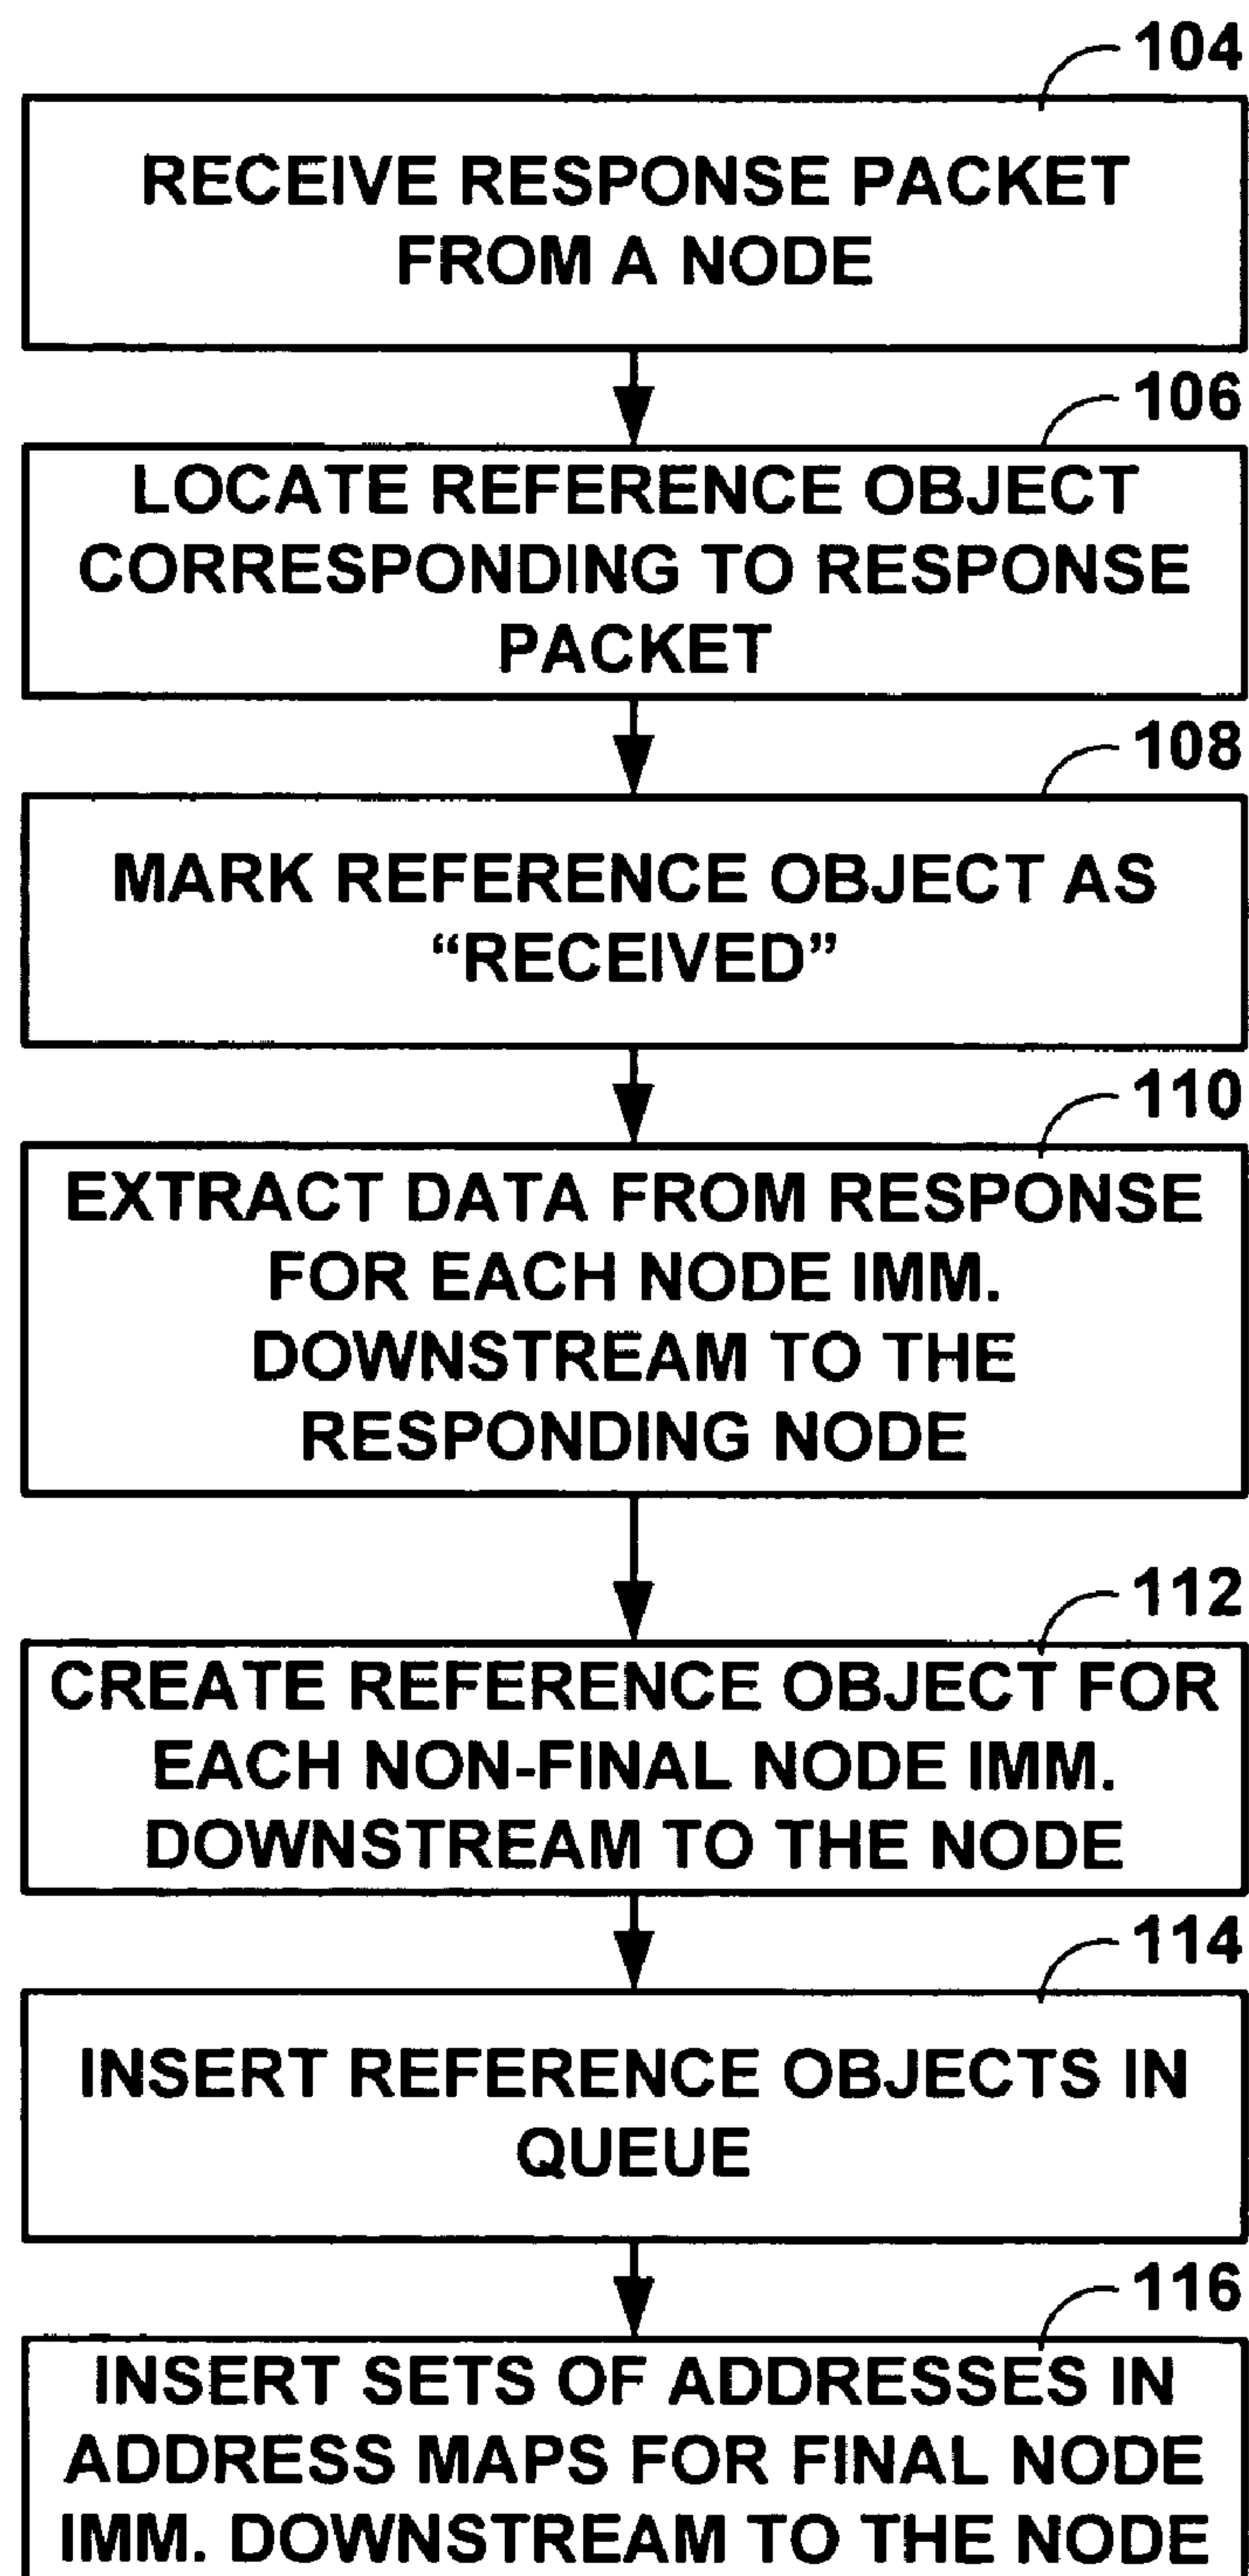 104
RECEIVE RESPONSE PACKET
FROM A NODE
106
LOCATE REFERENCE OBJECT
CORRESPONDING TO RESPONSE
PACKET
108
MARK REFERENCE OBJECT AS
“RECEIVED”
110
EXTRACT DATA FROM RESPONSE
FOR EACH NODE IMM.
DOWNSTREAM TO THE
RESPONDING NODE
112
CREATE REFERENCE OBJECT FOR
EACH NON-FINAL NODE IMM.
DOWNSTREAM TO THE NODE
114
INSERT REFERENCE OBJECTS IN
QUEUE
116
INSERT SETS OF ADDRESSES IN
ADDRESS MAPS FOR FINAL NODE
IMM. DOWNSTREAM TO THE NODE